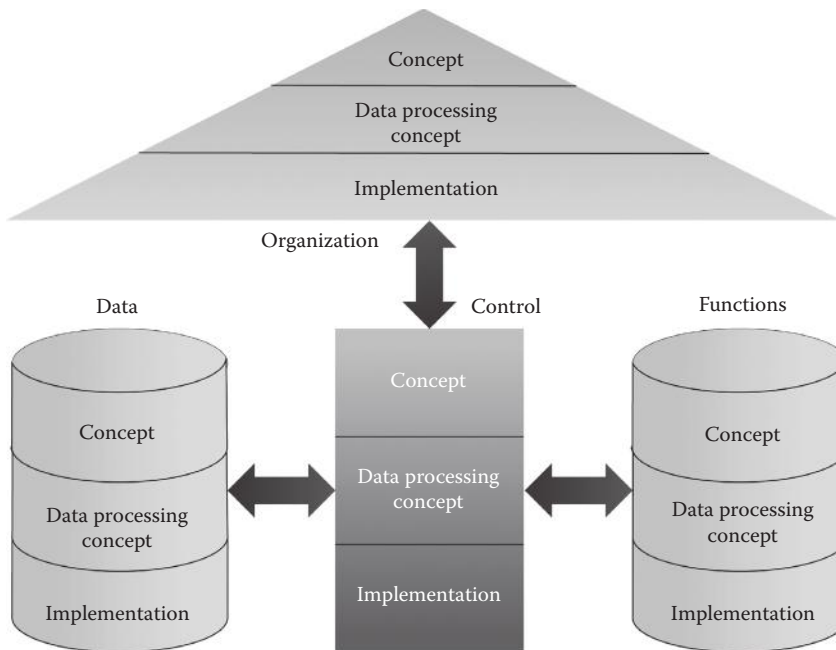 Concept
Data processing
concept
Implementation
Organization
Data
Control
Functions
Concept
Data processing
concept
Implementation
Concept
Data processing
concept
Implementation
Concept
Data processing
concept
Implementation